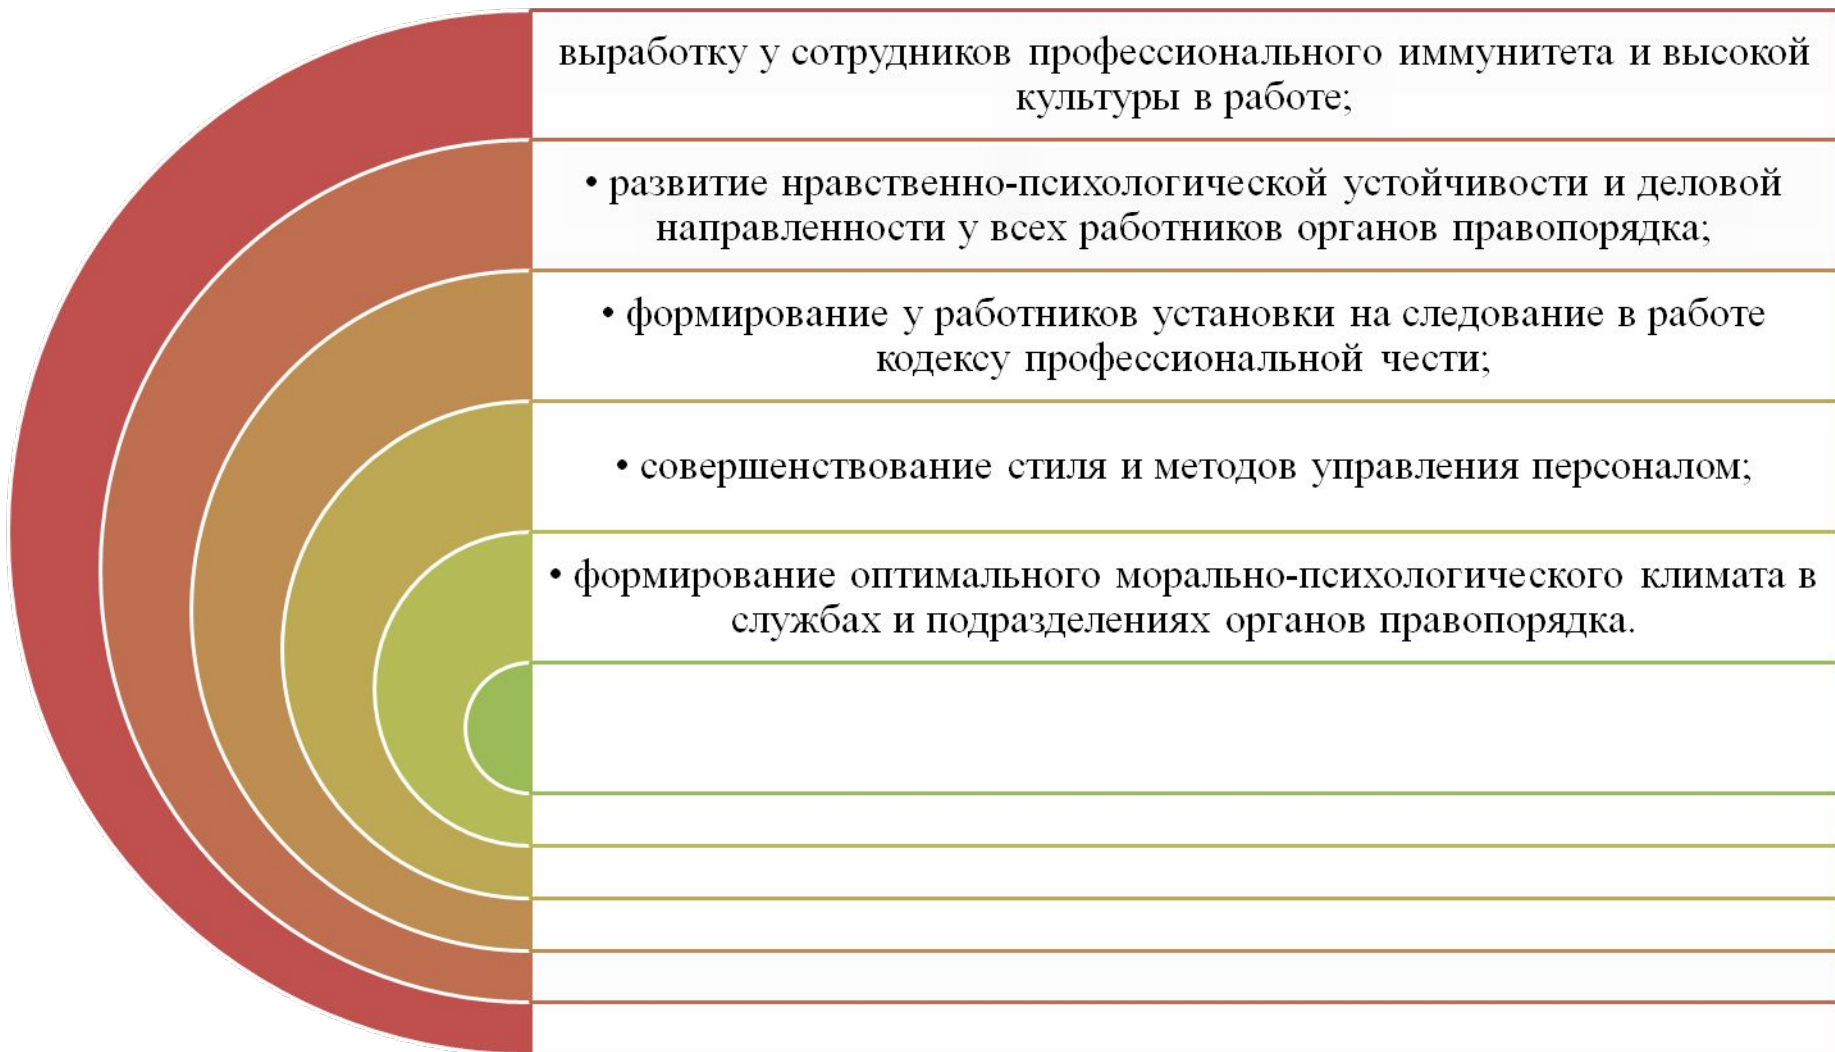 выработку у сотрудников профессионального иммунитета и высокой
культуры в работе;
• развитие нравственно-психологической устойчивости и деловой
направленности у всех работников органов правопорядка;
• формирование у работников установки на следование в работе
кодексу профессиональной чести;
• совершенствование стиля и методов управления персоналом;
• формирование оптимального морально-психологического климата в
службах и подразделениях органов правопорядка.